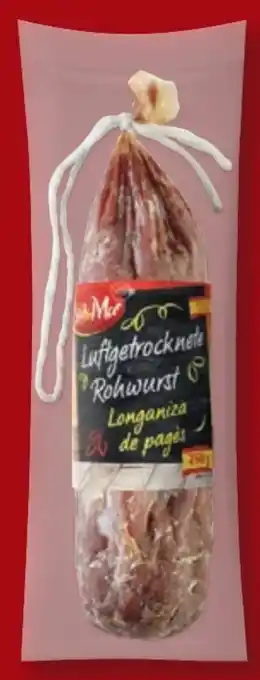 Luftgetrocknete
Rohwurst
Longaniza
de pagès